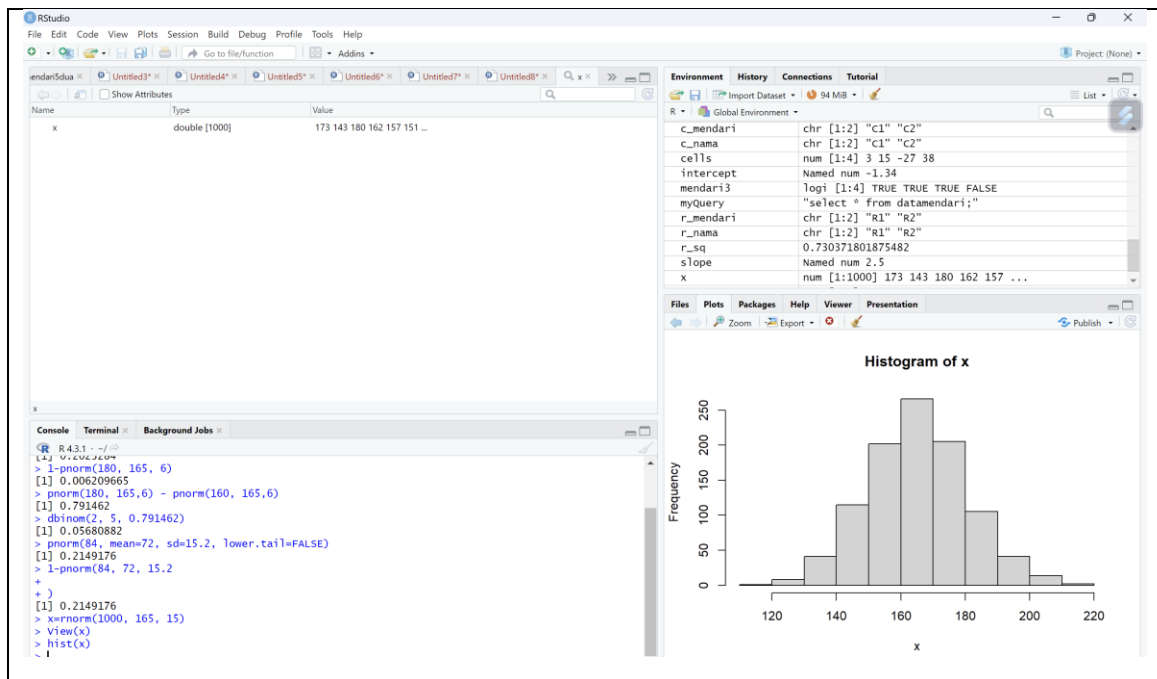 RStudio
File Edit Code View Plots Session Build Debug Profile Tools Help
Go to file/function Addins Project: (None)
endari5dua Untitled3* Untitled4* Untitled5* Untitled6* Untitled7* Untitled8* x
Show Attributes
Name Type Value
x double [1000] 173 143 180 162 157 151 ...
x
Console Terminal Background Jobs
R 4.3.1 · ~/
[1] 0.2025284
> 1-pnorm(180, 165, 6)
[1] 0.006209665
> pnorm(180, 165,6) - pnorm(160, 165,6)
[1] 0.791462
> dbinom(2, 5, 0.791462)
[1] 0.05680882
> pnorm(84, mean=72, sd=15.2, lower.tail=FALSE)
[1] 0.2149176
> 1-pnorm(84, 72, 15.2
+
+ )
[1] 0.2149176
> x=rnorm(1000, 165, 15)
> View(x)
> hist(x)
>
Environment History Connections Tutorial
Import Dataset 94 MiB List
R Global Environment
c_mendari chr [1:2] "C1" "C2"
c_nama chr [1:2] "C1" "C2"
cells num [1:4] 3 15 -27 38
intercept Named num -1.34
mendari3 logi [1:4] TRUE TRUE TRUE FALSE
myQuery "select * from datamendari;"
r_mendari chr [1:2] "R1" "R2"
r_nama chr [1:2] "R1" "R2"
r_sq 0.730371801875482
slope Named num 2.5
x num [1:1000] 173 143 180 162 157 ...
Files Plots Packages Help Viewer Presentation
Zoom Export Publish
Histogram of x
Frequency
250
200
150
100
50
0
120 140 160 180 200 220
x